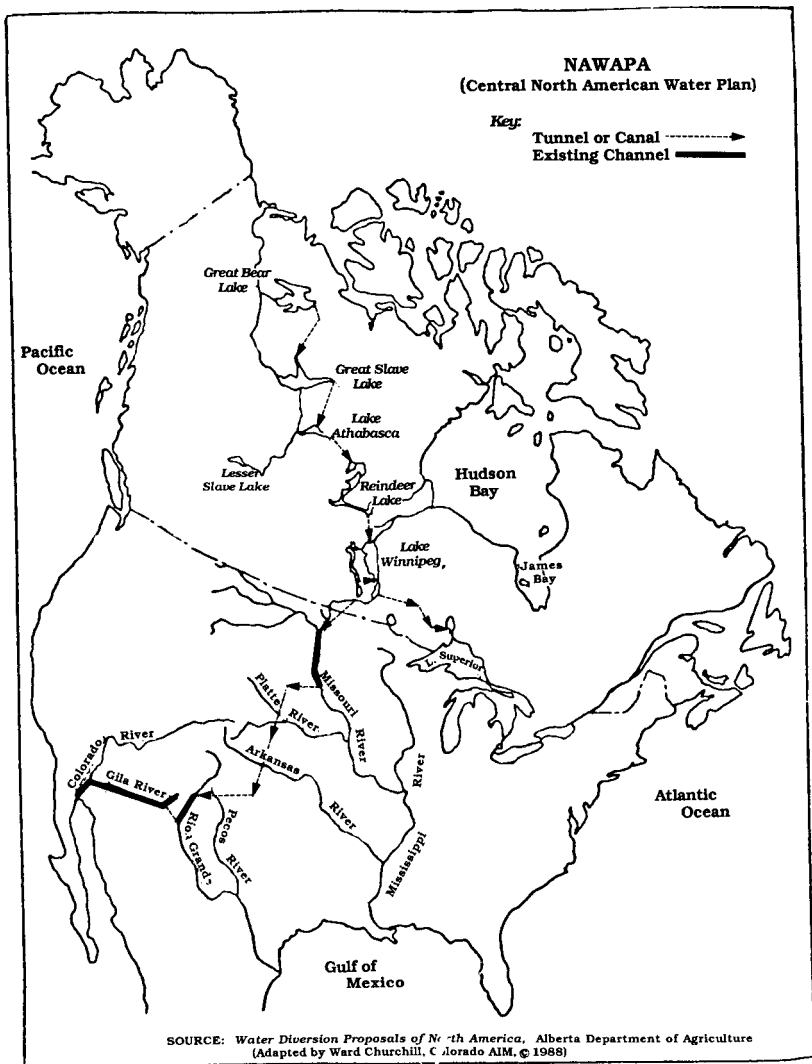 NAWAPA
(Central North American Water Plan)
Key:
Tunnel or Canal
Existing Channel
Great Bear
Lake
Pacific
Ocean
Great Slave
Lake
Lake
Athabasca
Lesser
Slave Lake
Reindeer
Lake
Hudson
Bay
Lake
Winnipeg,
James
Bay
L. Superior
Missouri
River
Platte
River
Colorado
River
Arkansas
River
Gila River
Rio Grande
Pecos
River
Mississippi
River
Atlantic
Ocean
Gulf of
Mexico
SOURCE: Water Diversion Proposals of North America, Alberta Department of Agriculture
(Adapted by Ward Churchill, Colorado AIM, © 1988)